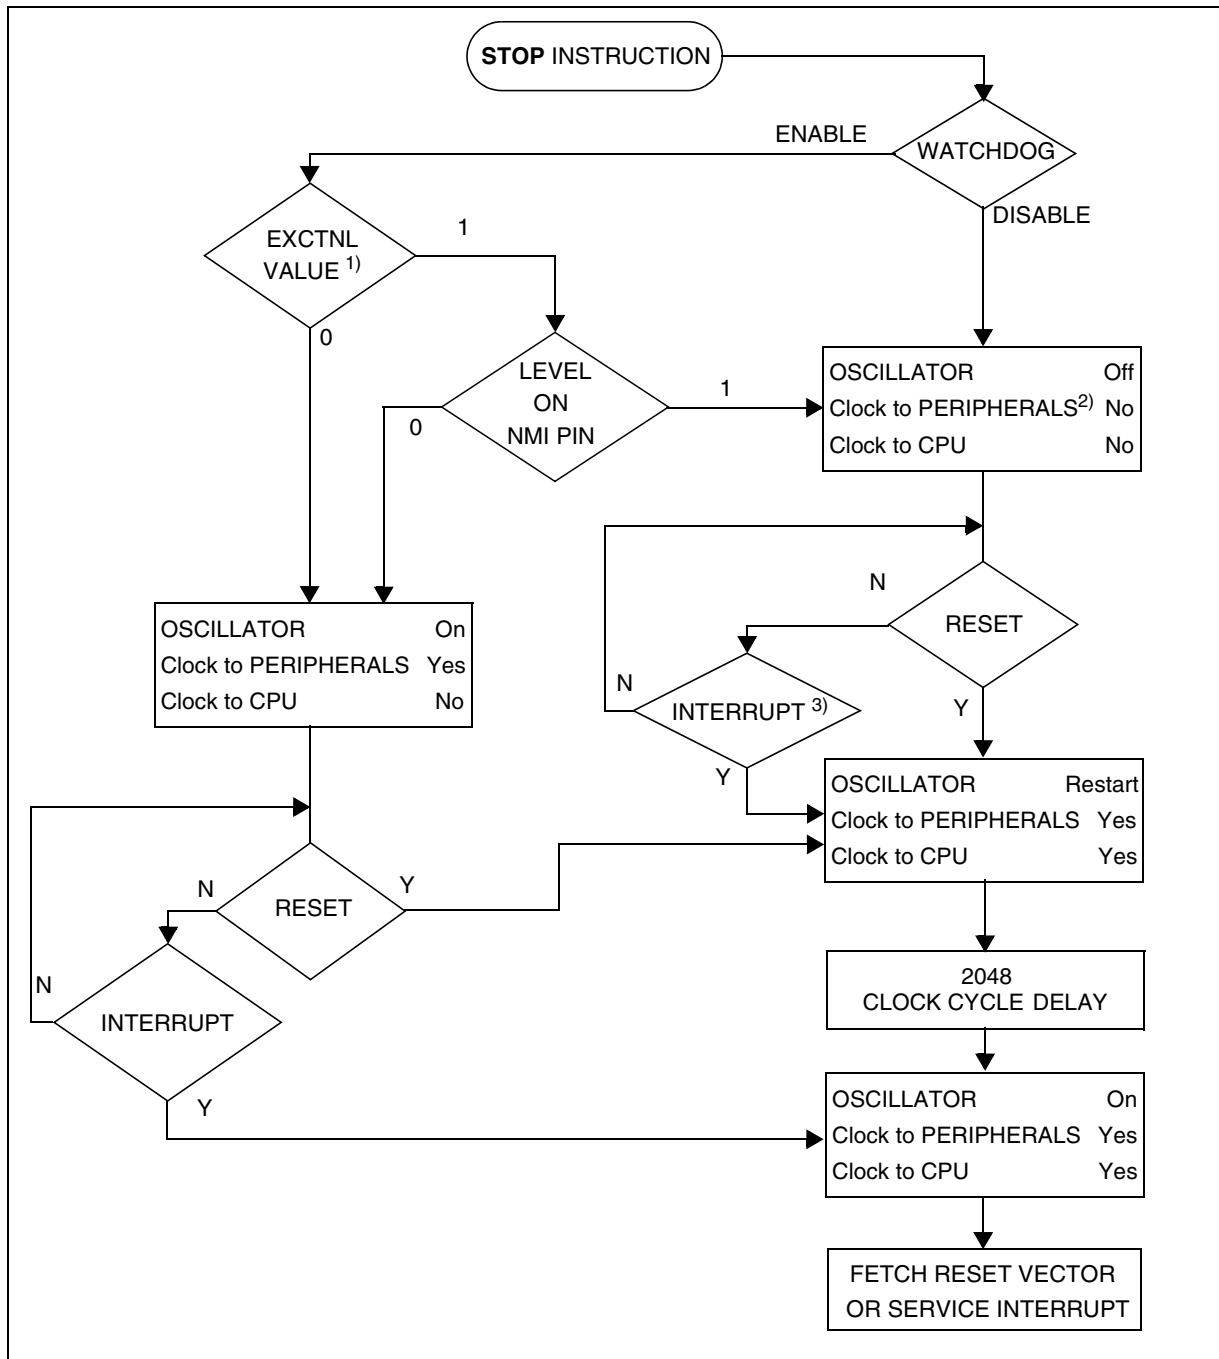 STOP INSTRUCTION
ENABLE
WATCHDOG
DISABLE
EXCTNL
VALUE 1)
1
0
LEVEL
ON
NMI PIN
1
0
OSCILLATOR Off
Clock to PERIPHERALS2) No
Clock to CPU No
N
RESET
Y
OSCILLATOR On
Clock to PERIPHERALS Yes
Clock to CPU No
N
INTERRUPT 3)
Y
OSCILLATOR Restart
Clock to PERIPHERALS Yes
Clock to CPU Yes
N
RESET
Y
N
INTERRUPT
Y
2048
CLOCK CYCLE DELAY
OSCILLATOR On
Clock to PERIPHERALS Yes
Clock to CPU Yes
FETCH RESET VECTOR
OR SERVICE INTERRUPT